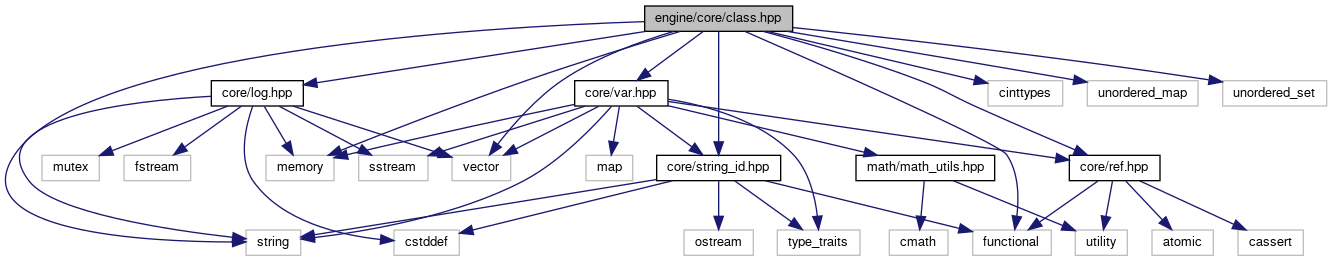 engine/core/class.hpp
core/log.hpp
core/var.hpp
cinttypes
unordered_map
unordered_set
mutex
fstream
memory
sstream
vector
map
core/string_id.hpp
math/math_utils.hpp
core/ref.hpp
string
cstddef
ostream
type_traits
cmath
functional
utility
atomic
cassert